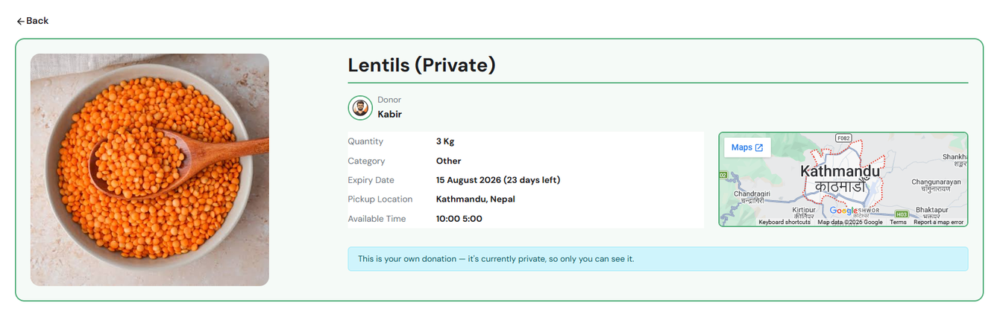 ←Back
Lentils (Private)
Donor
Kabir
Quantity 3 Kg
Category Other
Expiry Date 15 August 2026 (23 days left)
Pickup Location Kathmandu, Nepal
Available Time 10:00 5:00
Maps
F082
Kathmandu
काठमाडौँ
Shankha
शङ्ख
02
Chandragiri
चन्द्रागिरी
Changunarayan
चाँगुनारायण
Kirtipur
कीर्तिपुर
Google
SHWOR
H03
Bhaktapur
भक्तपुर
Keyboard shortcuts Map data ©2026 Google Terms Report a map error
This is your own donation — it's currently private, so only you can see it.